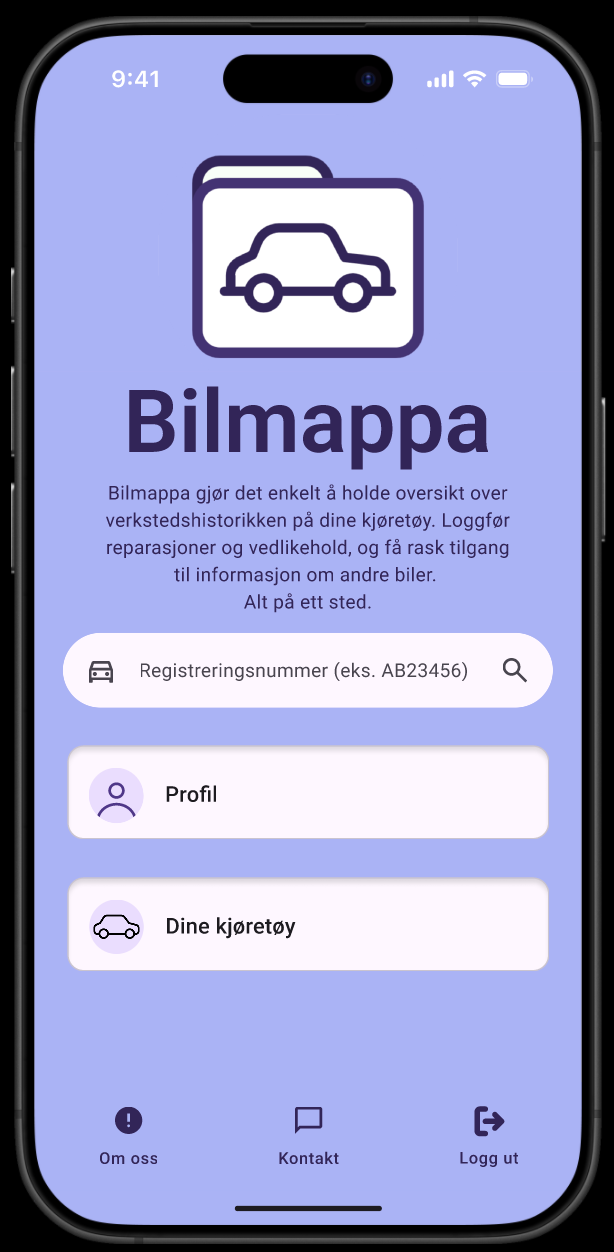 9:41
Bilmappa
Bilmappa gjør det enkelt å holde oversikt over
verkstedshistorikken på dine kjøretøy. Loggfør
reparasjoner og vedlikehold, og få rask tilgang
til informasjon om andre biler.
Alt på ett sted.
Registreringsnummer (eks. AB23456)
Profil
Dine kjøretøy
Om oss
Kontakt
Logg ut